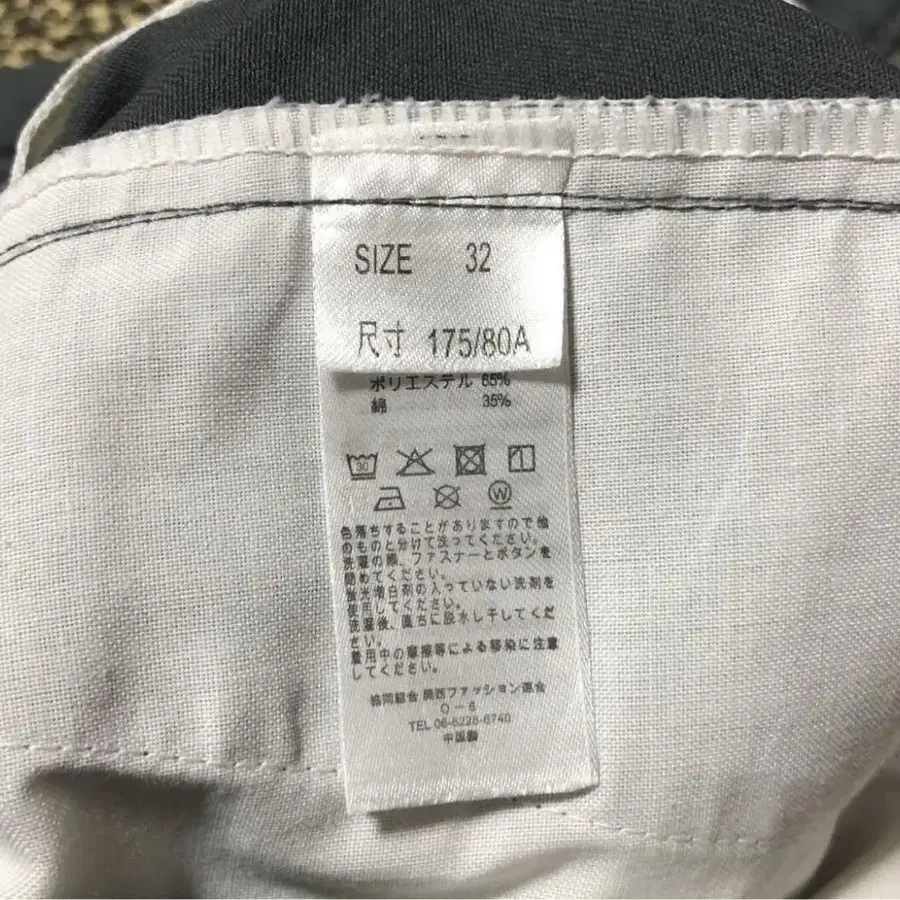 SIZE 32
尺寸 175/80A
ポリエステル 65%
綿 35%
30
W
色落ちすることがありますので他
のものと分けて洗ってください。
洗濯の際、ファスナーとボタンを
閉めてください。
蛍光増白剤の入っていない洗剤を
使用してください。
洗濯後、直ちに脱水し干してくだ
さい。
着用中の摩擦等による移染に注意
してください。
協同組合 関西ファッション連合
O-6
TEL 06-6228-6740
中国製